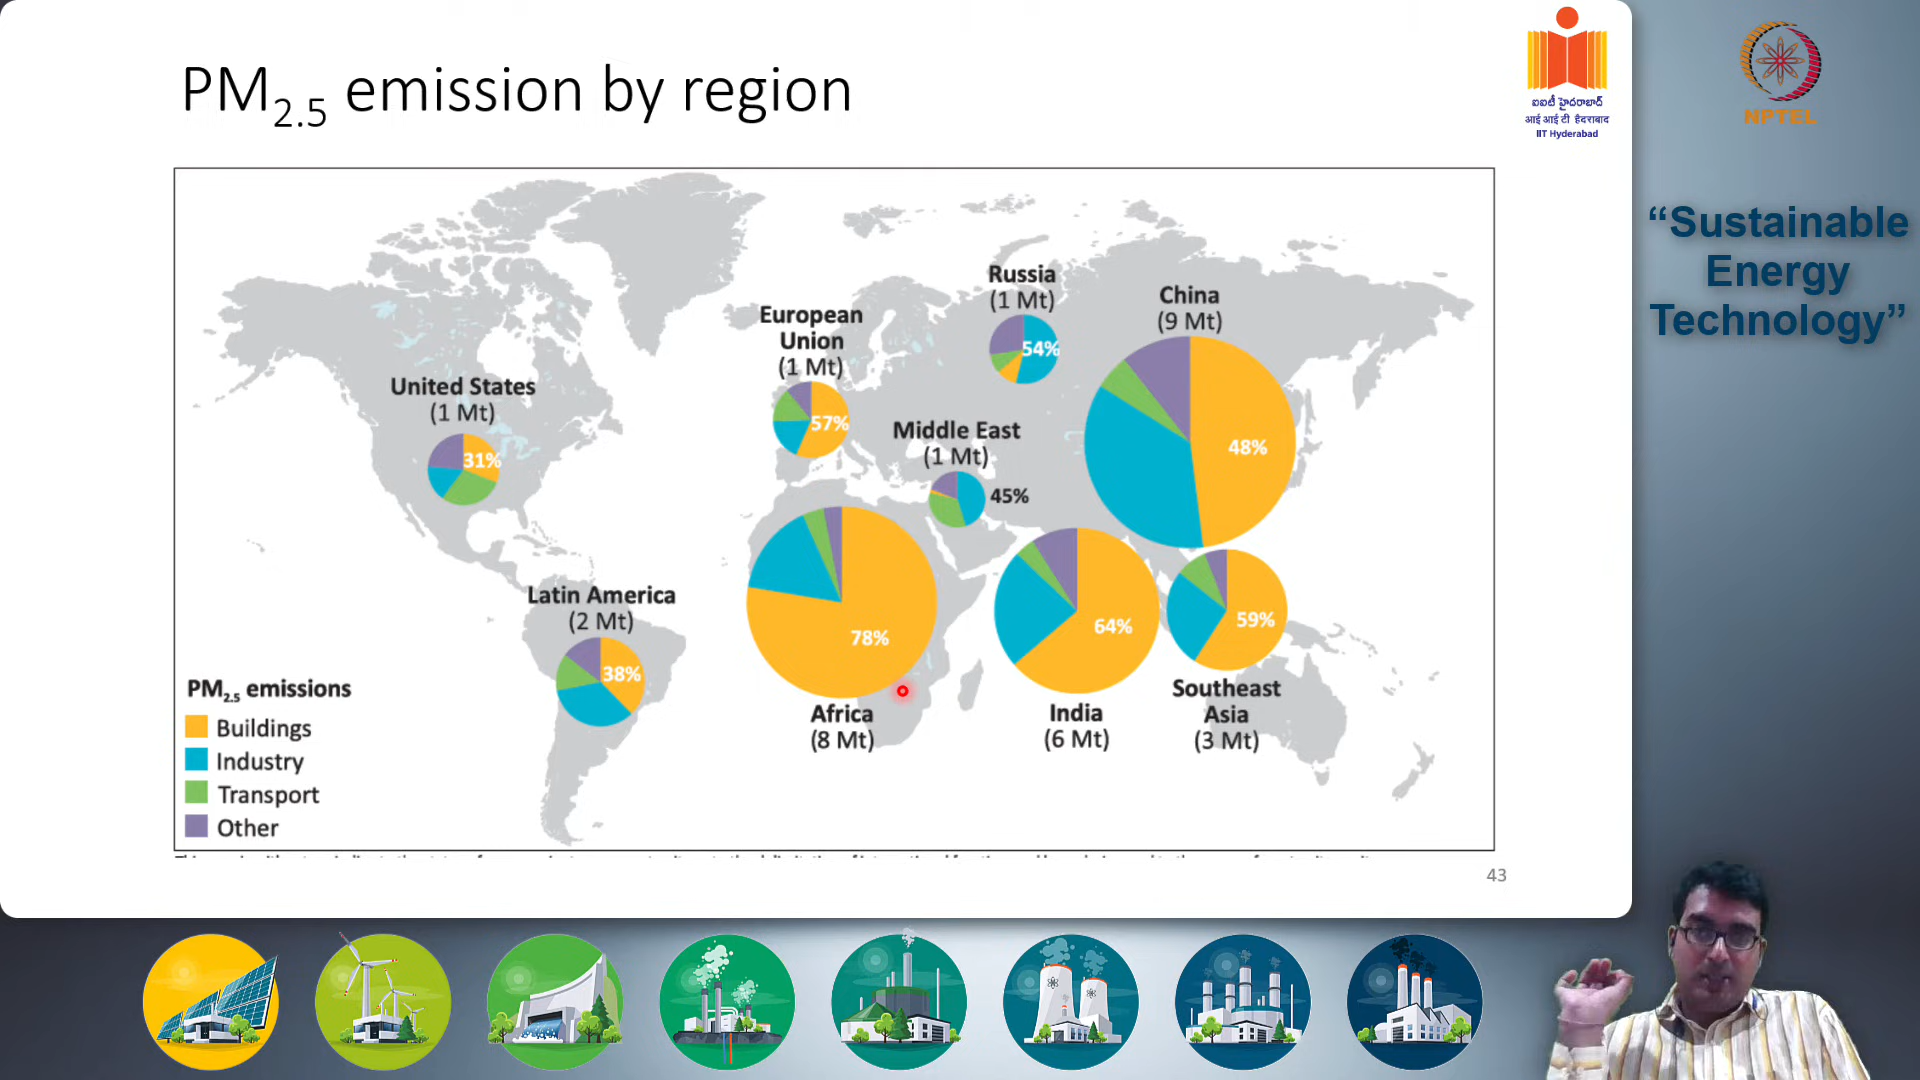 PM2.5 emission by region
ఐఐటీ హైదరాబాద్
आई आई टी हैदराबाद
IIT Hyderabad
NPTEL
“Sustainable
Energy
Technology”
Russia
(1 Mt)
China
(9 Mt)
European
Union
(1 Mt)
54%
United States
(1 Mt)
57%
Middle East
(1 Mt)
48%
31%
45%
Latin America
(2 Mt)
38%
78%
64%
59%
PM2.5 emissions
Buildings
Industry
Transport
Other
Africa
(8 Mt)
India
(6 Mt)
Southeast
Asia
(3 Mt)
43